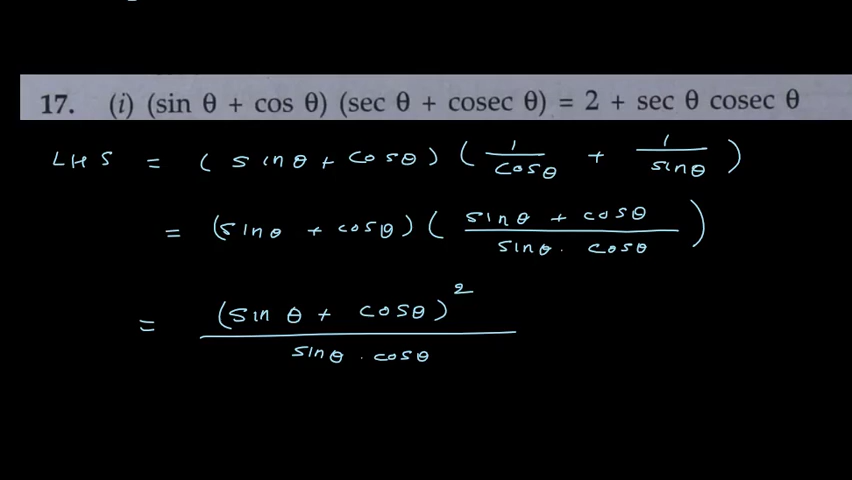 17. (i) (sin θ + cos θ) (sec θ + cosec θ) = 2 + sec θ cosec θ
LHS = (sinθ + cosθ) (1/cosθ + 1/sinθ)
= (sinθ + cosθ) (sinθ + cosθ / sinθ . cosθ)
= (sin θ + cosθ)² / sinθ . cosθ